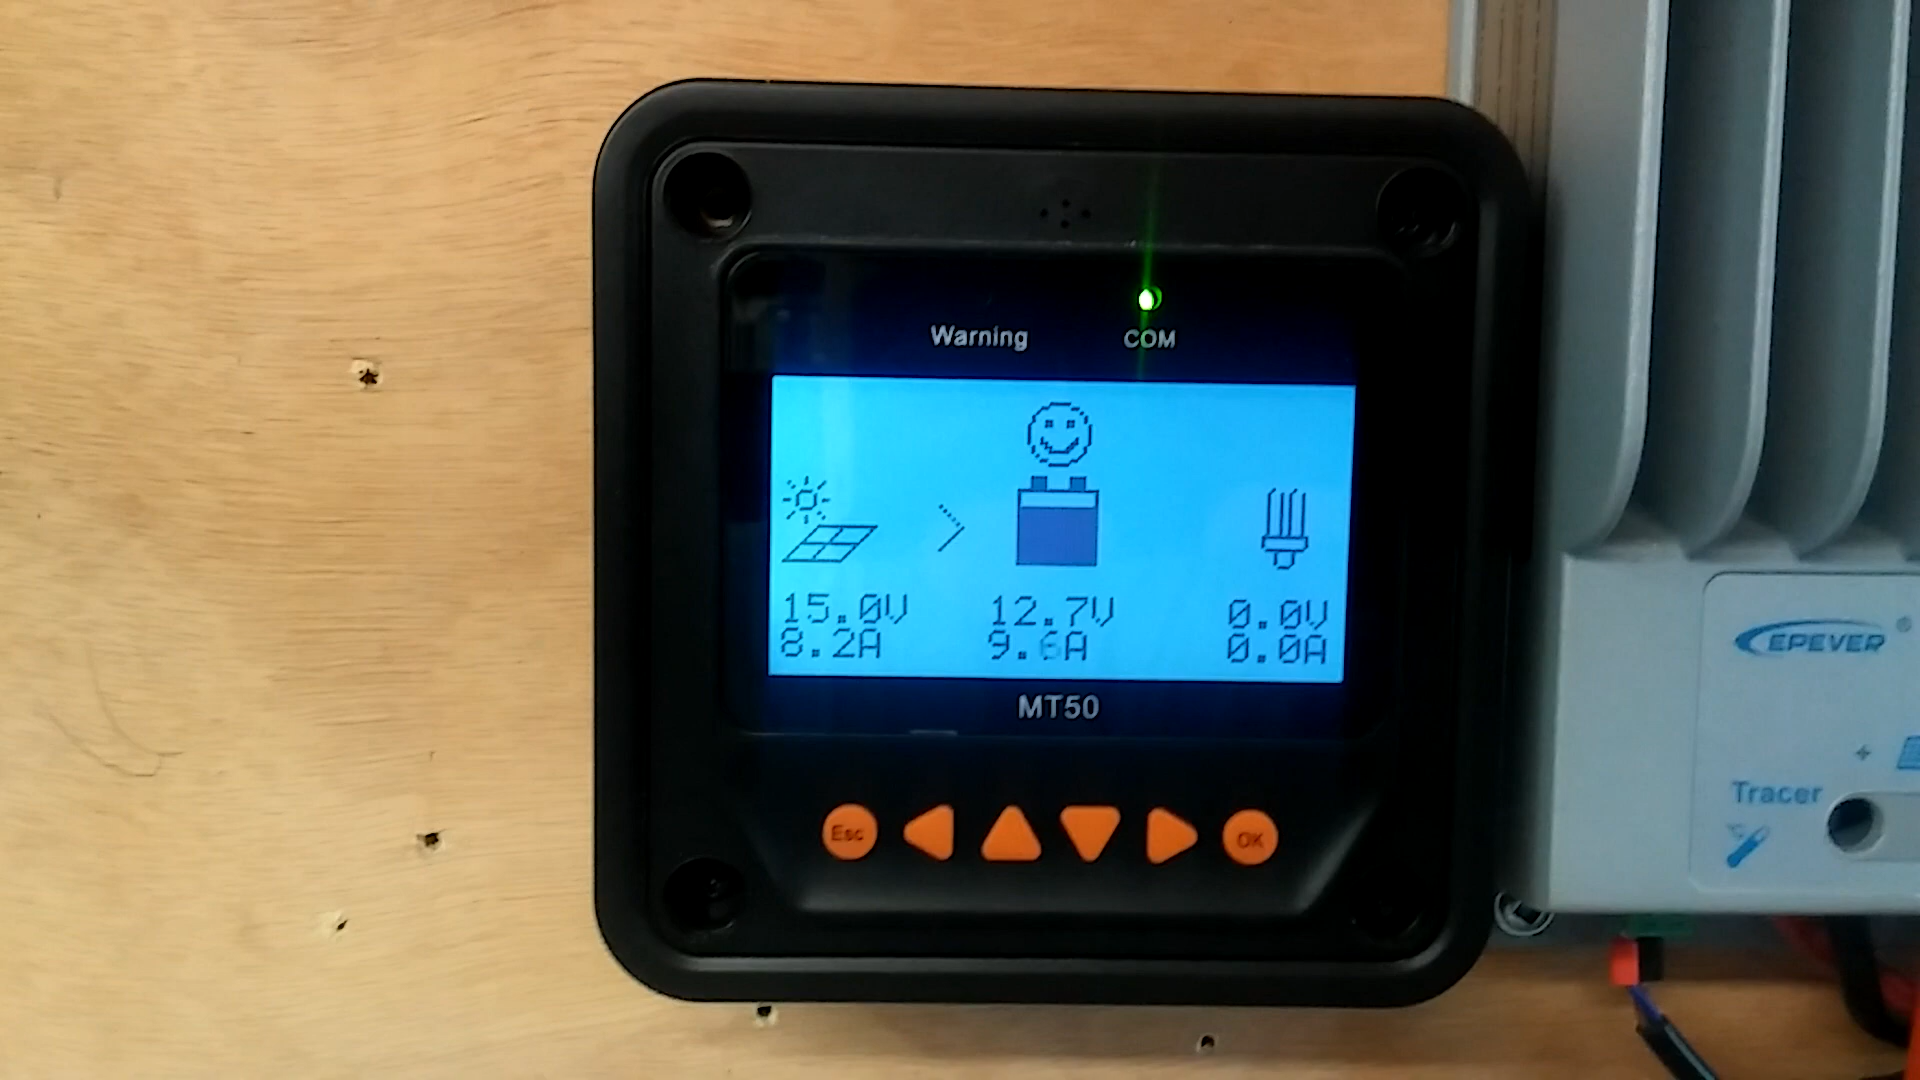 Warning COM
15.0V 12.7V 0.0V
8.2A 9.6A 0.0A
MT50
Esc OK
EPEVER ®
+
Tracer